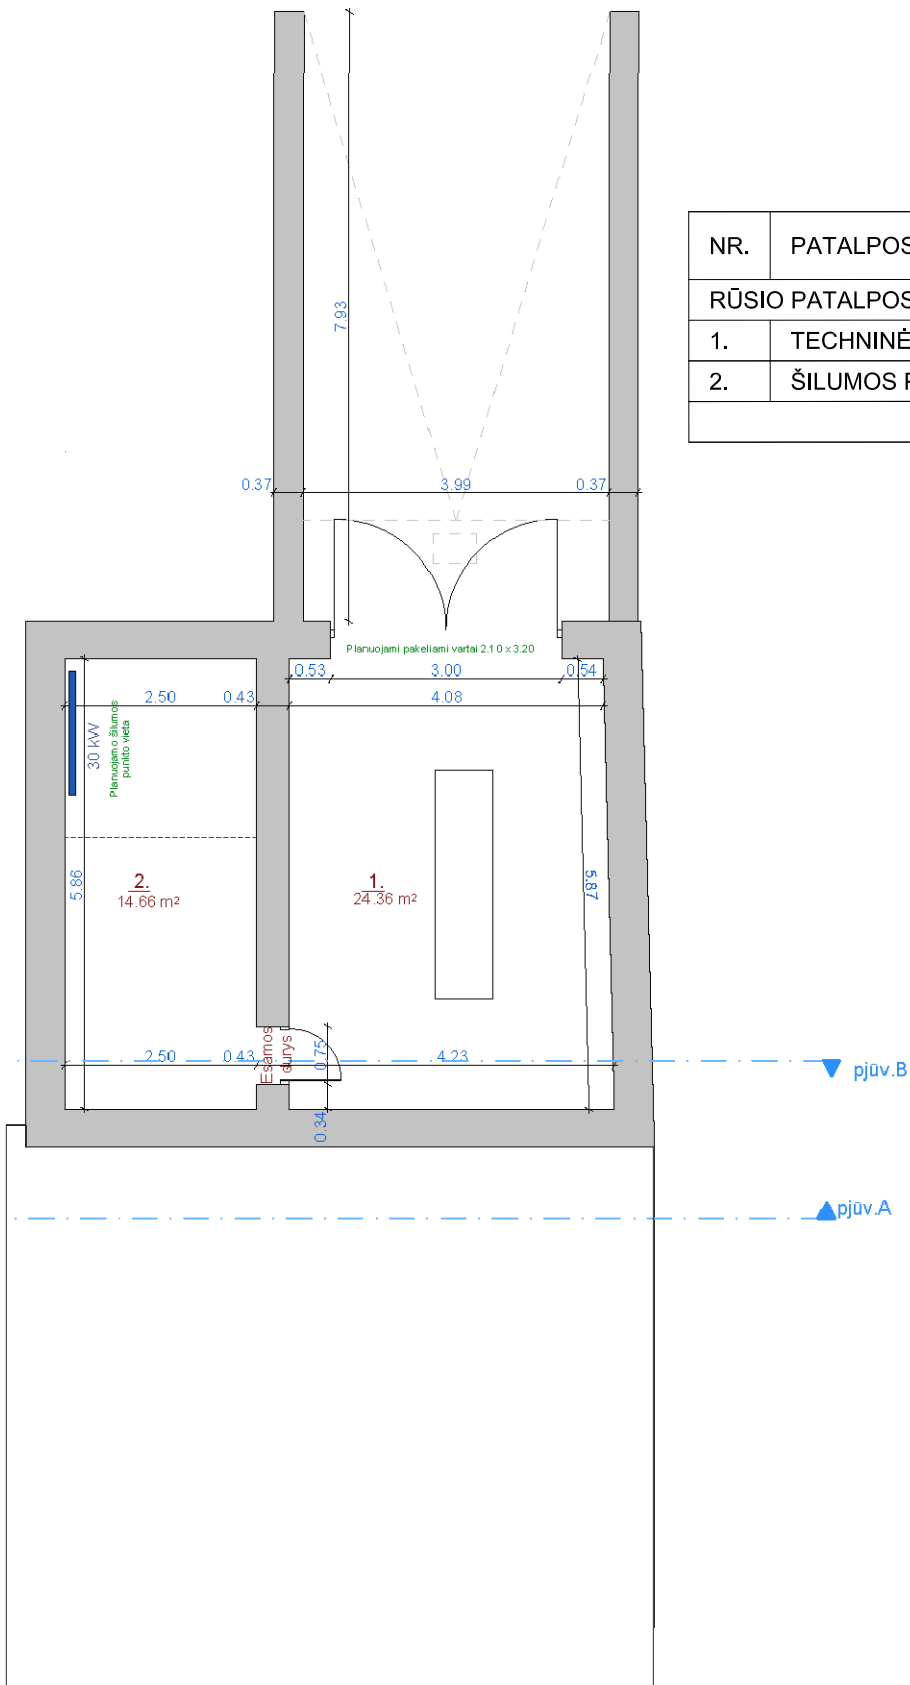 7.93
NR. PATALPOS
RŪSIO PATALPOS
1. TECHNINĖ
2. ŠILUMOS
0.37 3.99 0.37
Planuojami pakeliami vartai 2.10 x 3.20
0.53 3.00 0.54
2.50 0.43 4.08
30 kW
Planuojamo šilumos
punkto vieta
5.86
2.
14.66 m²
1.
24.36 m²
5.87
Esamos
durys
0.75
2.50 0.43 4.23
pjūv.B
0.34
pjūv.A